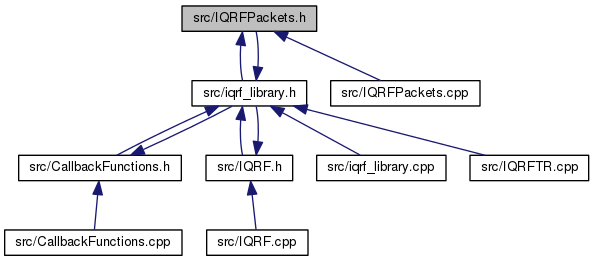 src/IQRFPackets.h
src/iqrf_library.h
src/IQRFPackets.cpp
src/CallbackFunctions.h
src/IQRF.h
src/iqrf_library.cpp
src/IQRFTR.cpp
src/CallbackFunctions.cpp
src/IQRF.cpp